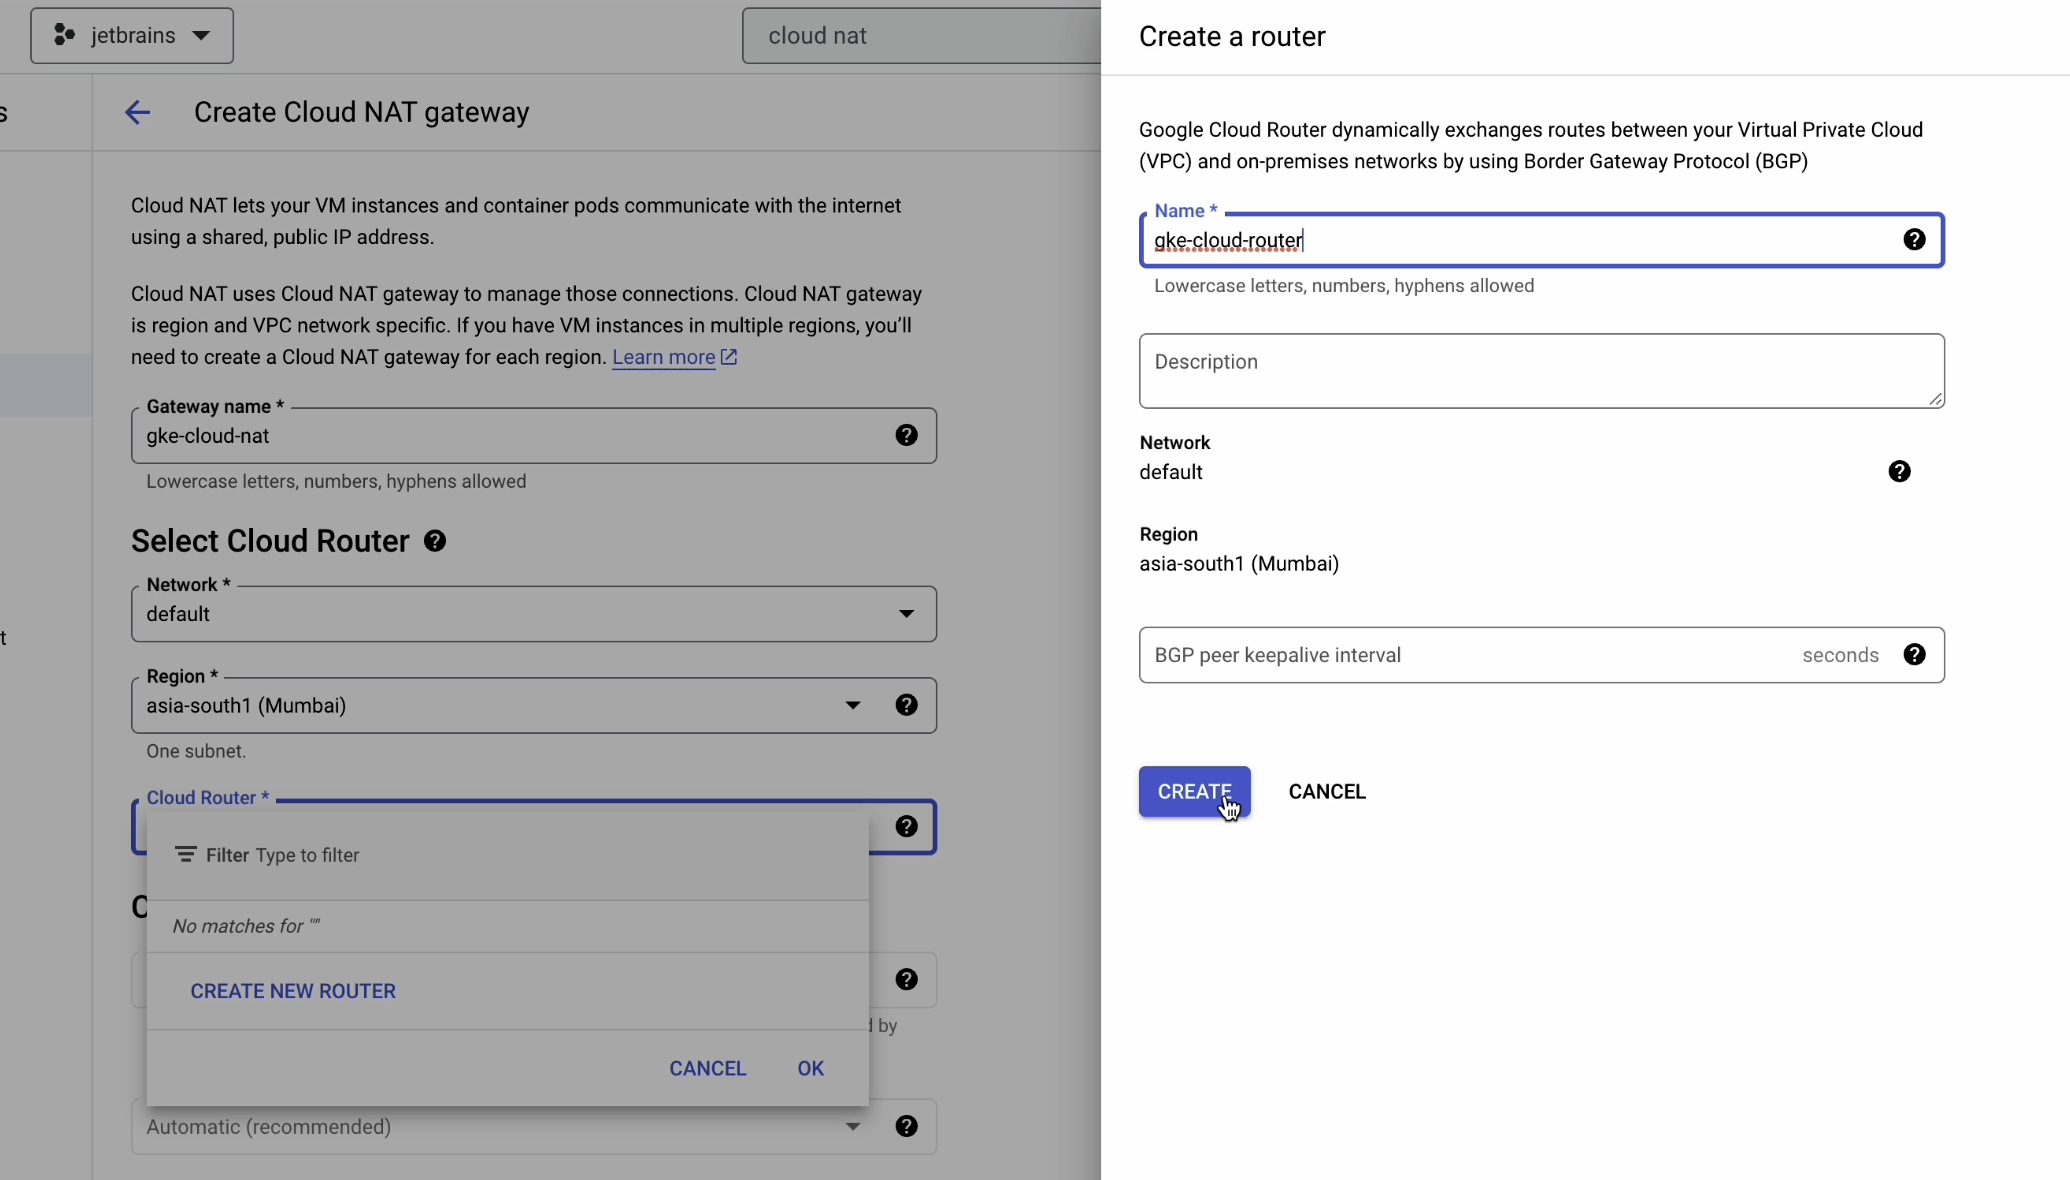 jetbrains
cloud nat
s
Create Cloud NAT gateway
Cloud NAT lets your VM instances and container pods communicate with the internet
using a shared, public IP address.
Cloud NAT uses Cloud NAT gateway to manage those connections. Cloud NAT gateway
is region and VPC network specific. If you have VM instances in multiple regions, you'll
need to create a Cloud NAT gateway for each region. Learn more
Gateway name *
gke-cloud-nat
Lowercase letters, numbers, hyphens allowed
Select Cloud Router
Network *
default
t
Region *
asia-south1 (Mumbai)
One subnet.
Cloud Router *
Filter Type to filter
C
No matches for ""
CREATE NEW ROUTER
d by
CANCEL OK
Automatic (recommended)
Create a router
Google Cloud Router dynamically exchanges routes between your Virtual Private Cloud
(VPC) and on-premises networks by using Border Gateway Protocol (BGP)
Name *
gke-cloud-router
Lowercase letters, numbers, hyphens allowed
Description
Network
default
Region
asia-south1 (Mumbai)
BGP peer keepalive interval seconds
CREATE CANCEL